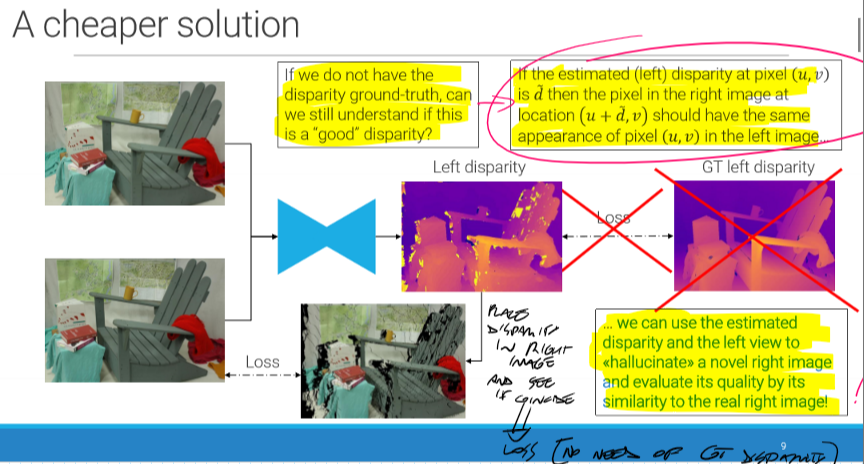 A cheaper solution
If we do not have the
disparity ground-truth, can
we still understand if this
is a “good” disparity?
If the estimated (left) disparity at pixel (u, v)
is d̃ then the pixel in the right image at
location (u + d̃, v) should have the same
appearance of pixel (u, v) in the left image...
Left disparity
GT left disparity
Loss
Loss
PLACE
DISPARITY
IN RIGHT
IMAGE
AND SEE
IF COINCIDE
... we can use the estimated
disparity and the left view to
«hallucinate» a novel right image
and evaluate its quality by its
similarity to the real right image!
9
LOSS (NO NEED OF GT DISPARITY)